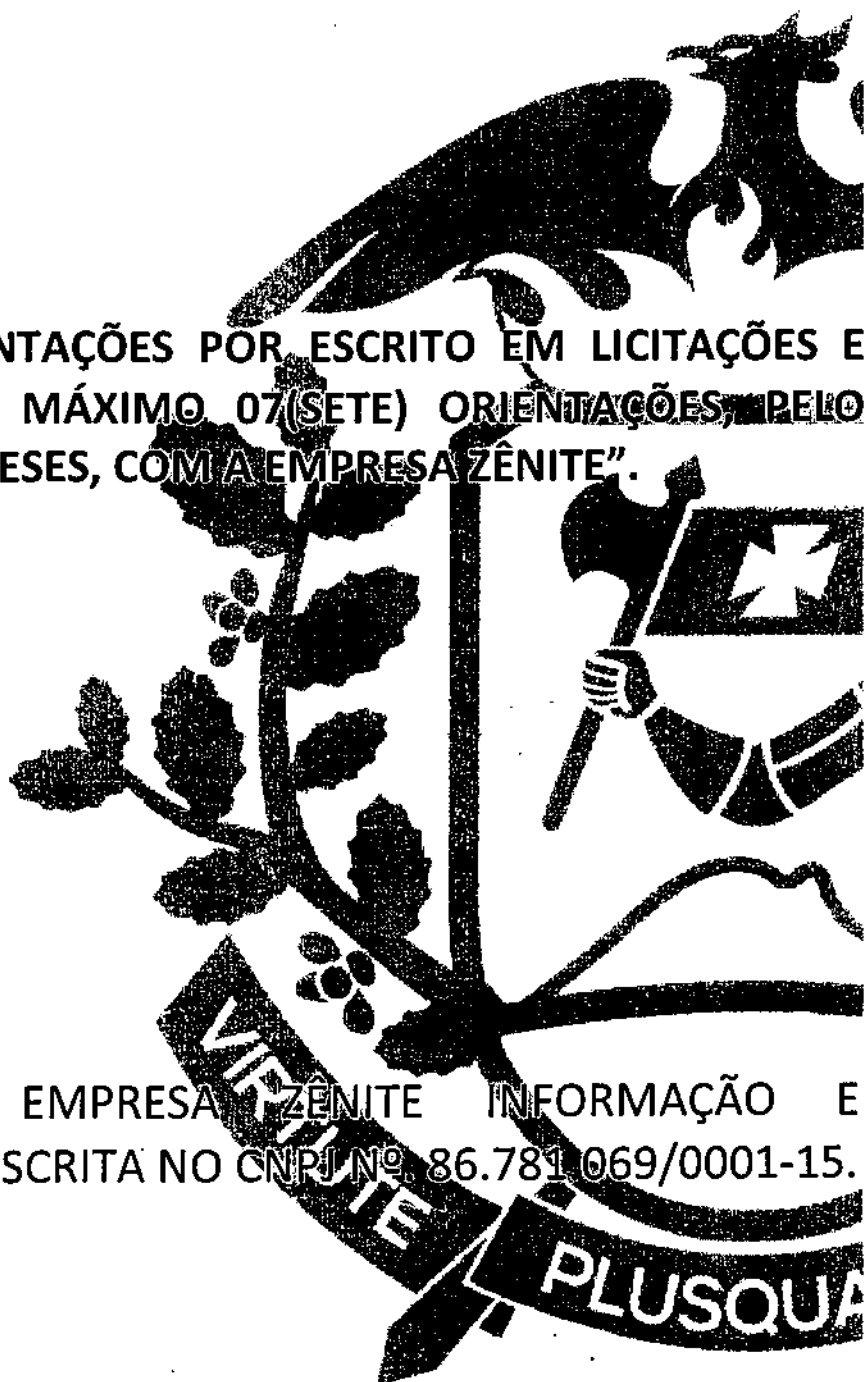 NTAÇÕES POR ESCRITO EM LICITAÇÕES E
MÁXIMO 07(SETE) ORIENTAÇÕES, PELO
ESES, COM A EMPRESA ZÊNITE”.
EMPRESA ZÊNITE INFORMAÇÃO E
SCRITA NO CNPJ Nº. 86.781.069/0001-15.
VIRTUTE
PLUSQUA